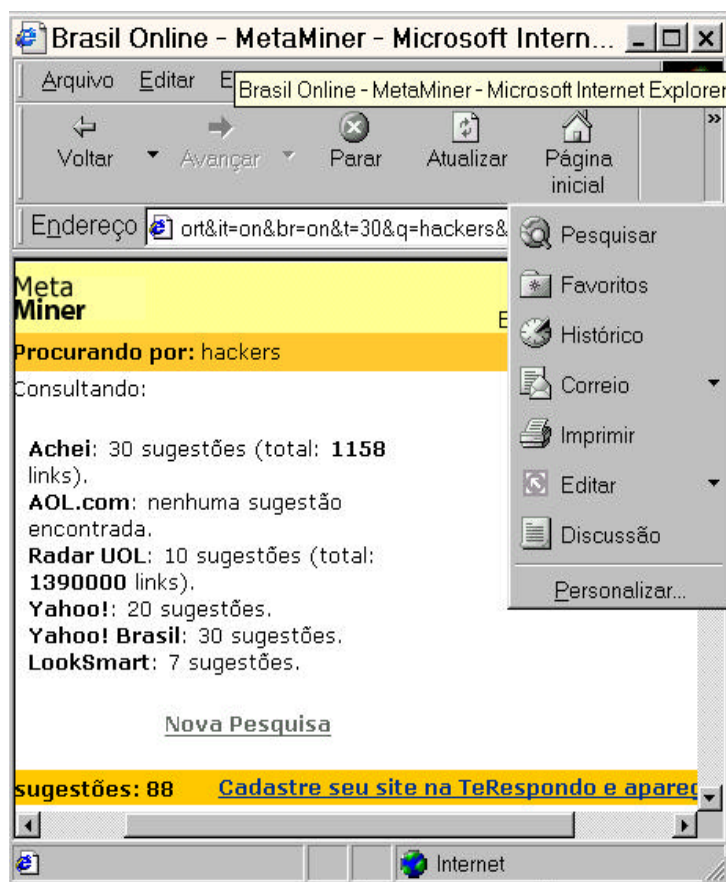 Brasil Online - MetaMiner - Microsoft Intern...
Arquivo Editar E
Brasil Online - MetaMiner - Microsoft Internet Explorer
Voltar Avançar Parar Atualizar Página inicial
»
Endereço ort&it=on&br=on&t=30&q=hackers&
Pesquisar
Favoritos
Histórico
Correio
Imprimir
Editar
Discussão
Personalizar...
Meta
Miner
E
Procurando por: hackers
Consultando:
Achei: 30 sugestões (total: 1158
links).
AOL.com: nenhuma sugestão
encontrada.
Radar UOL: 10 sugestões (total:
1390000 links).
Yahoo!: 20 sugestões.
Yahoo! Brasil: 30 sugestões.
LookSmart: 7 sugestões.
Nova Pesquisa
sugestões: 88 Cadastre seu site na TeRespondo e apareç
Internet